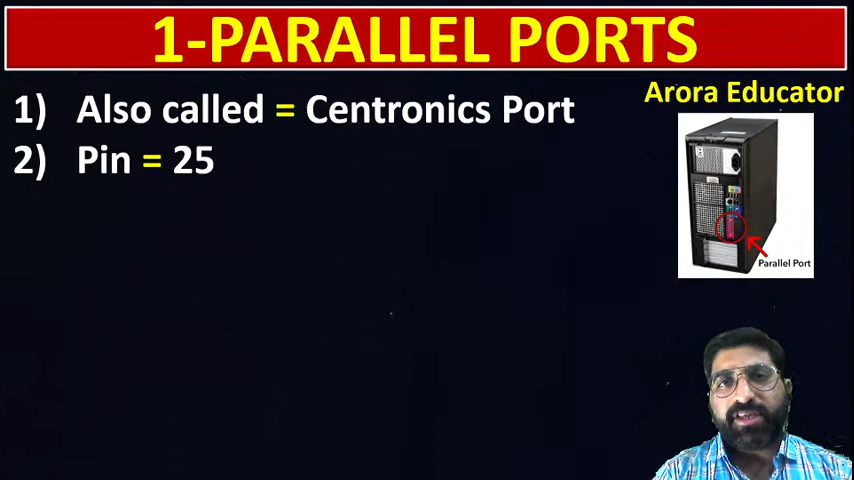 1-PARALLEL PORTS
Arora Educator
1) Also called = Centronics Port
2) Pin = 25
Parallel Port